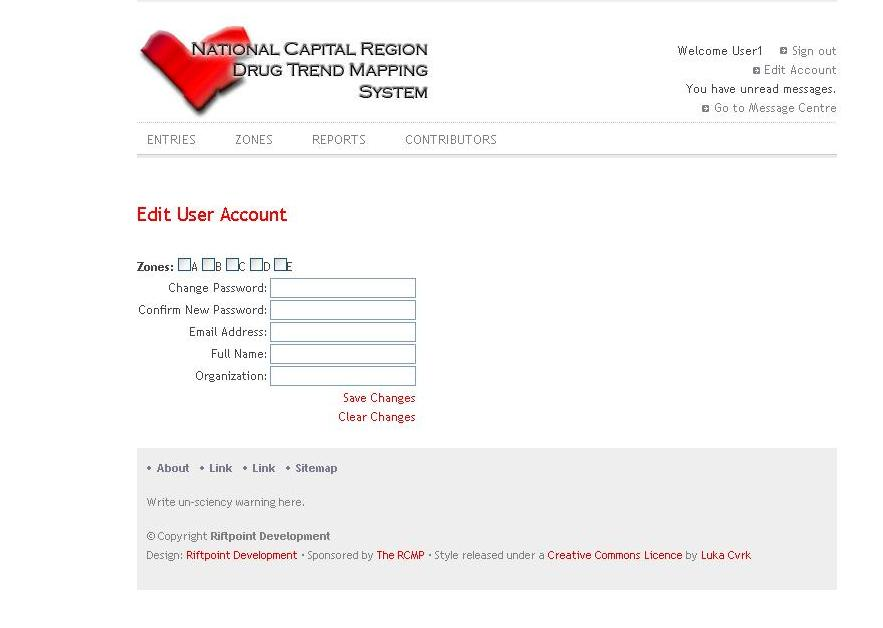 NATIONAL CAPITAL REGION
DRUG TREND MAPPING
SYSTEM
Welcome User1 Sign out
Edit Account
You have unread messages.
Go to Message Centre
ENTRIES ZONES REPORTS CONTRIBUTORS
Edit User Account
Zones: A B C D E
Change Password:
Confirm New Password:
Email Address:
Full Name:
Organization:
Save Changes
Clear Changes
• About • Link • Link • Sitemap
Write un-sciency warning here.
© Copyright Riftpoint Development
Design: Riftpoint Development • Sponsored by The RCMP • Style released under a Creative Commons Licence by Luka Cvrk